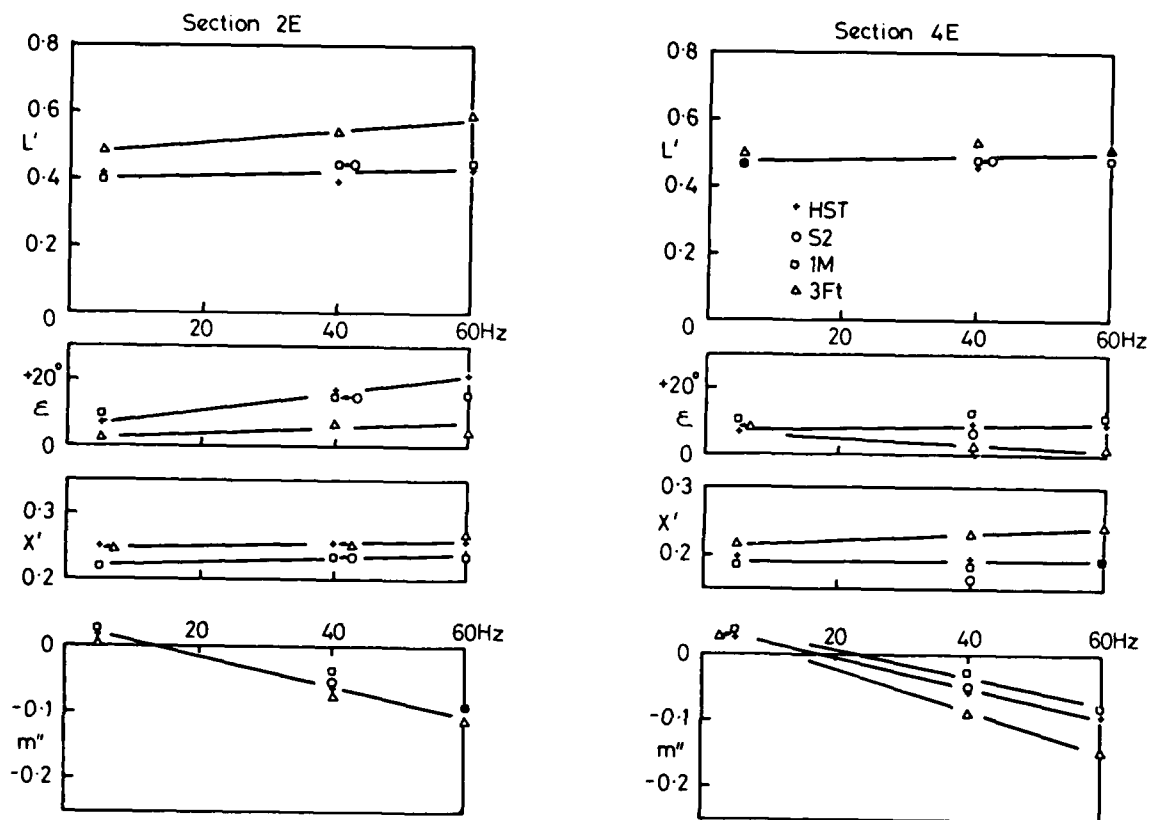 Section 2E
0·8
0·6
L'
0·4
0·2
0
20 40 60Hz
+20°
ε
0
0·3
X'
0·2
20 40 60Hz
0
-0·1
m"
-0·2
Section 4E
0·8
0·6
L'
0·4
0·2
0
+ HST
○ S2
□ 1M
△ 3Ft
20 40 60Hz
+20°
ε
0
0·3
X'
0·2
20 40 60Hz
0
-0·1
m"
-0·2